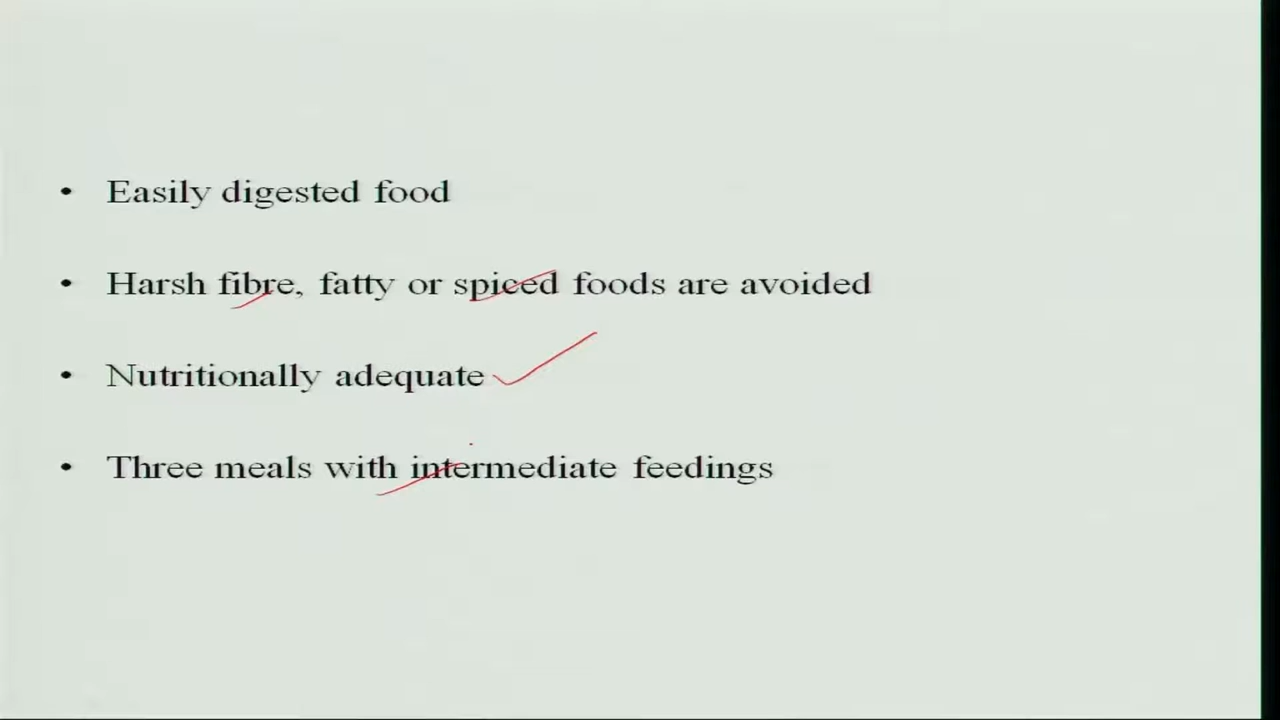 • Easily digested food
• Harsh fibre, fatty or spiced foods are avoided
• Nutritionally adequate
• Three meals with intermediate feedings